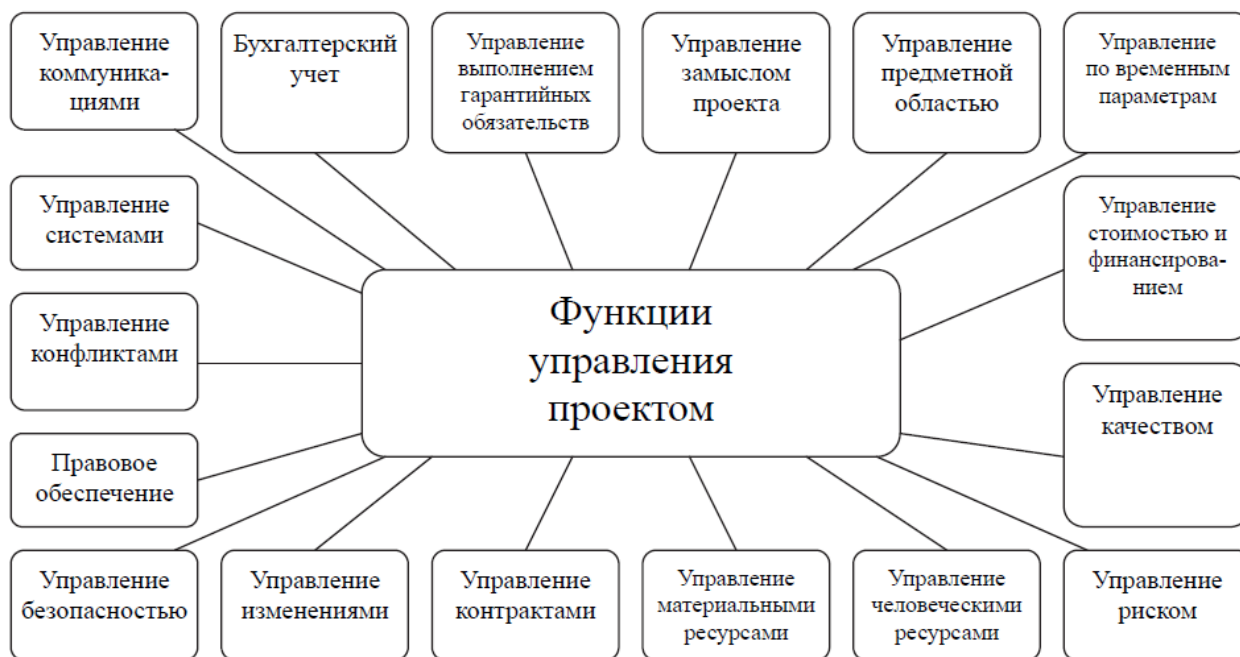 Управление
коммуника-
циями
Бухгалтерский
учет
Управление
выполнением
гарантийных
обязательств
Управление
замыслом
проекта
Управление
предметной
областью
Управление
по временным
параметрам
Управление
системами
Управление
стоимостью и
финансирова-
нием
Управление
конфликтами
Функции
управления
проектом
Управление
качеством
Правовое
обеспечение
Управление
безопасностью
Управление
изменениями
Управление
контрактами
Управление
материальными
ресурсами
Управление
человеческими
ресурсами
Управление
риском